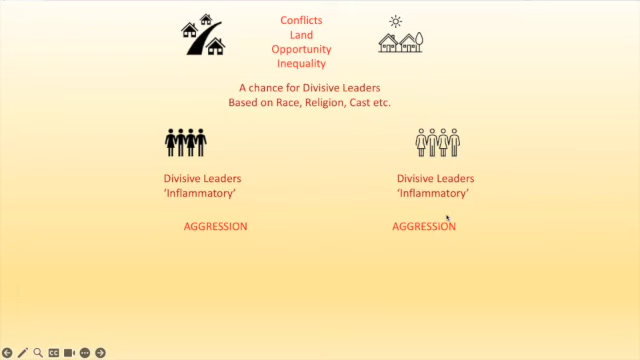 Conflicts
Land
Opportunity
Inequality
A chance for Divisive Leaders
Based on Race, Religion, Cast etc.
Divisive Leaders
'Inflammatory'
AGGRESSION
Divisive Leaders
'Inflammatory'
AGGRESSION
CC